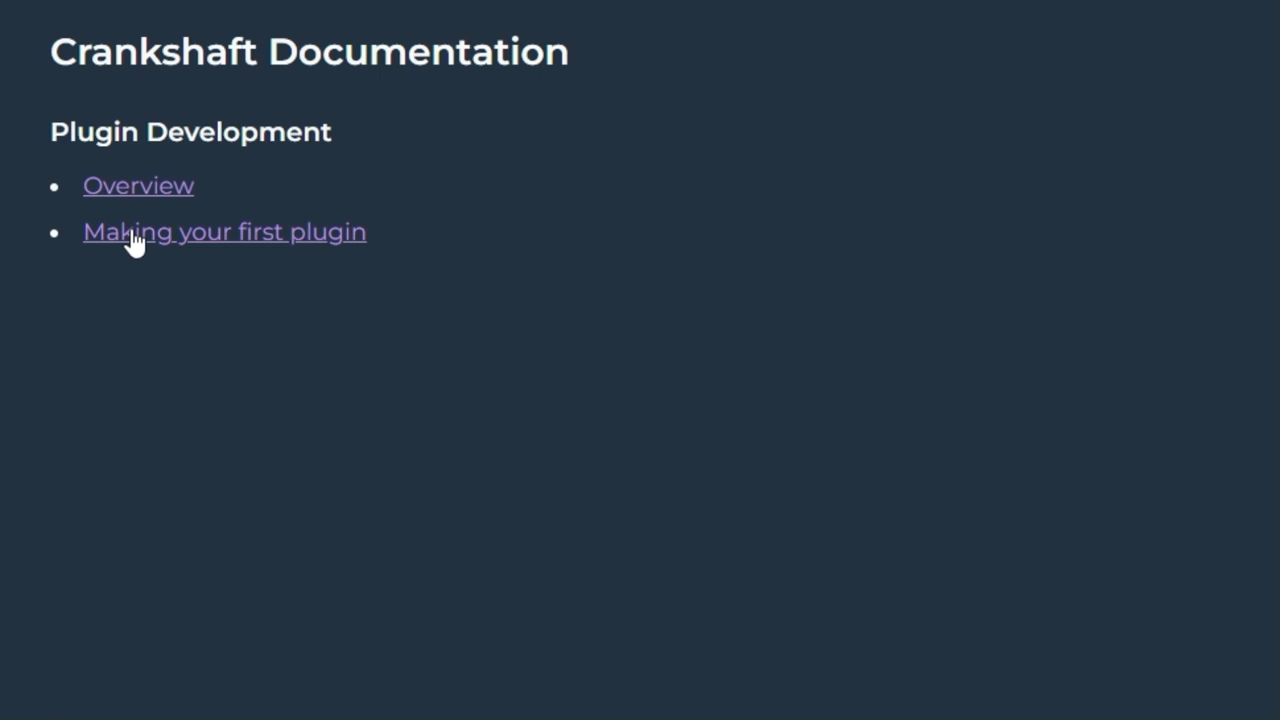 Crankshaft Documentation
Plugin Development
Overview
Making your first plugin